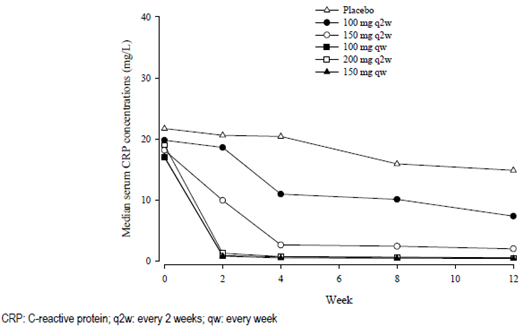 Placebo
100 mg q2w
150 mg q2w
100 mg qw
200 mg q2w
150 mg qw
Median serum CRP concentrations (mg/L)
40
30
20
10
0
0 2 4 6 8 10 12
Week
CRP: C-reactive protein; q2w: every 2 weeks; qw: every week